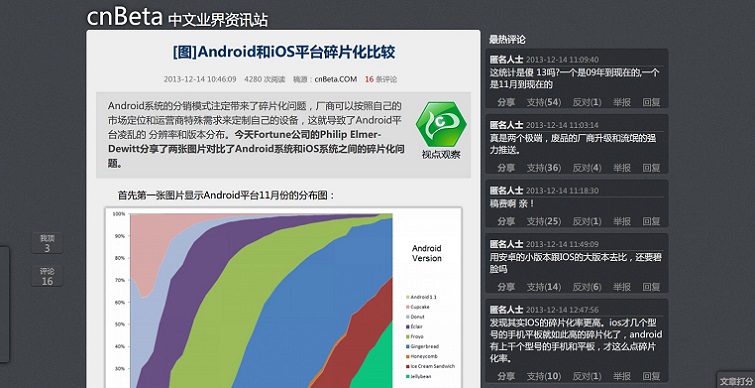 cnBeta 中文业界资讯站
[图]Android和iOS平台碎片化比较
2013-12-14 10:46:09 4280 次阅读 稿源：cnBeta.COM 16 条评论
Android系统的分销模式注定带来了碎片化问题，厂商可以按照自己的
市场定位和运营商特殊需求来定制自己的设备，这就导致了Android平
台凌乱的 分辨率和版本分布。今天Fortune公司的Philip Elmer-
Dewitt分享了两张图片对比了Android系统和iOS系统之间的碎片化问
题。
视点观察
首先第一张图片显示Android平台11月份的分布图：
100%
90%
80%
70%
60%
50%
40%
30%
Android
Version
Android 1.1
Cupcake
Donut
Eclair
Froyo
Gingerbread
Honeycomb
Ice Cream Sandwich
Jellybean
我顶
3
评论
16
最热评论
匿名人士 2013-12-14 11:09:40
这统计是傻 13吗?一个是09年到现在的,一个
是11月到现在的
分享 支持(54) 反对(1) 举报 回复
匿名人士 2013-12-14 11:03:14
真是两个极端，废品的厂商升级和流氓的强
力推送。
分享 支持(36) 反对(4) 举报 回复
匿名人士 2013-12-14 11:18:30
稿费啊 亲！
分享 支持(25) 反对(1) 举报 回复
匿名人士 2013-12-14 11:49:09
用安卓的小版本跟IOS的大版本去比，还要碧
脸吗
分享 支持(14) 反对(6) 举报 回复
匿名人士 2013-12-14 12:47:56
发现其实IOS的碎片化率更高。ios才几个型
号的手机平板就如此高的碎片化了，android
有上千个型号的手机和平板，才这么点碎片
化率。
分享 支持(10) 反对(1) 举报 回复
文章打分